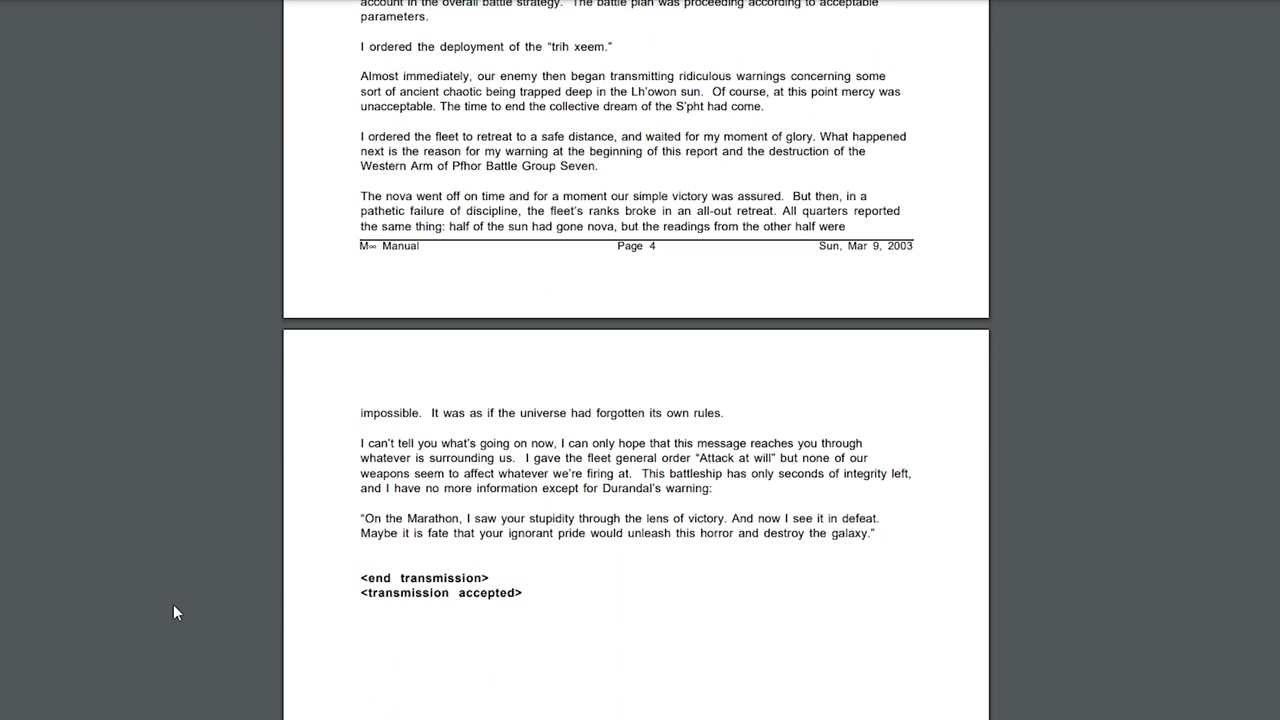 account in the overall battle strategy. The battle plan was proceeding according to acceptable
parameters.
I ordered the deployment of the “trih xeem.”
Almost immediately, our enemy then began transmitting ridiculous warnings concerning some
sort of ancient chaotic being trapped deep in the Lh’owon sun. Of course, at this point mercy was
unacceptable. The time to end the collective dream of the S’pht had come.
I ordered the fleet to retreat to a safe distance, and waited for my moment of glory. What happened
next is the reason for my warning at the beginning of this report and the destruction of the
Western Arm of Pfhor Battle Group Seven.
The nova went off on time and for a moment our simple victory was assured. But then, in a
pathetic failure of discipline, the fleet’s ranks broke in an all-out retreat. All quarters reported
the same thing: half of the sun had gone nova, but the readings from the other half were
M∞ Manual Page 4 Sun, Mar 9, 2003
impossible. It was as if the universe had forgotten its own rules.
I can’t tell you what’s going on now, I can only hope that this message reaches you through
whatever is surrounding us. I gave the fleet general order “Attack at will” but none of our
weapons seem to affect whatever we’re firing at. This battleship has only seconds of integrity left,
and I have no more information except for Durandal’s warning:
“On the Marathon, I saw your stupidity through the lens of victory. And now I see it in defeat.
Maybe it is fate that your ignorant pride would unleash this horror and destroy the galaxy.”
<end transmission>
<transmission accepted>